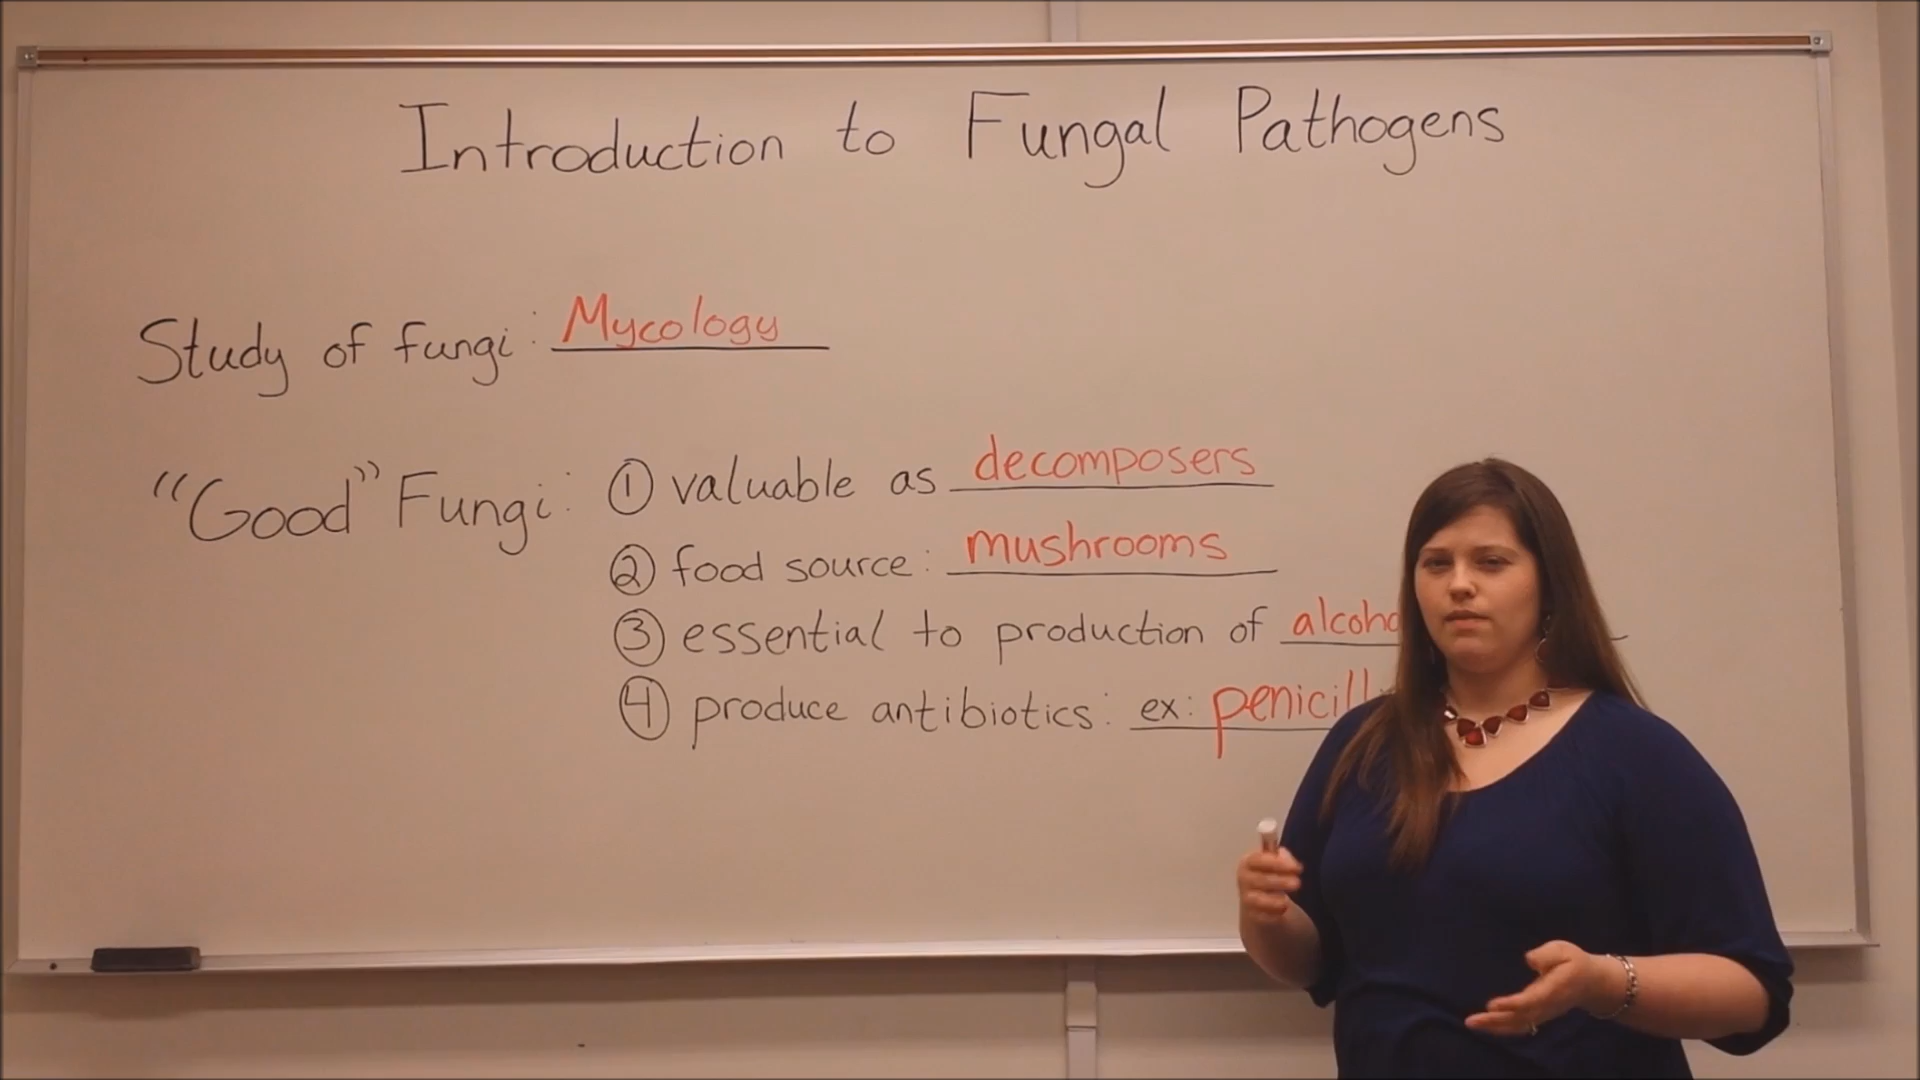 Introduction to Fungal Pathogens
Study of fungi: Mycology
"Good" Fungi: ① valuable as decomposers
② food source: mushrooms
③ essential to production of
④ produce antibiotics: ex: